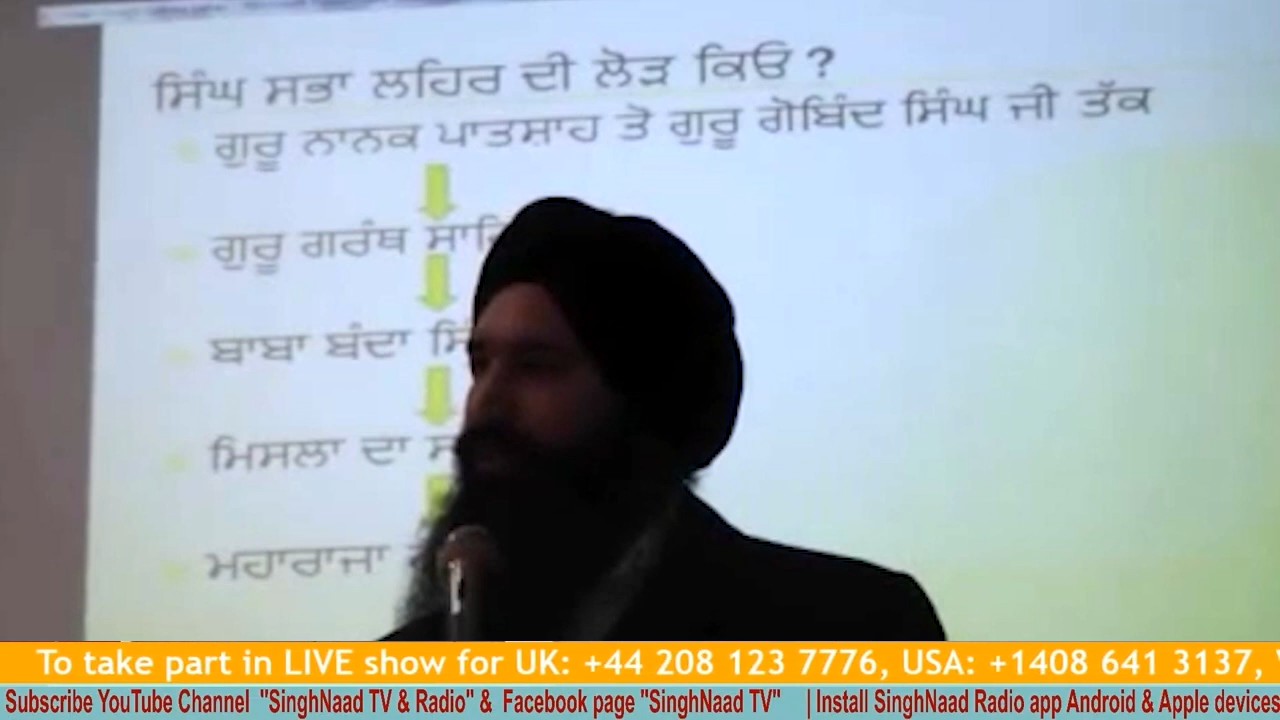 ਸਿੰਘ ਸਭਾ ਲਹਿਰ ਦੀ ਲੋੜ ਕਿਓ ?
ਗੁਰੂ ਨਾਨਕ ਪਾਤਸ਼ਾਹ ਤੋ ਗੁਰੂ ਗੋਬਿੰਦ ਸਿੰਘ ਜੀ ਤੱਕ
ਗੁਰੂ ਗਰੰਥ
ਬਾਬਾ ਬੰਦਾ
ਮਿਸਲਾ ਦਾ
ਮਹਾਰਾਜਾ
To take part in LIVE show for UK: +44 208 123 7776, USA: +1408 641 3137,
Subscribe YouTube Channel "SinghNaad TV & Radio" & Facebook page "SinghNaad TV" | Install SinghNaad Radio app Android & Apple devices